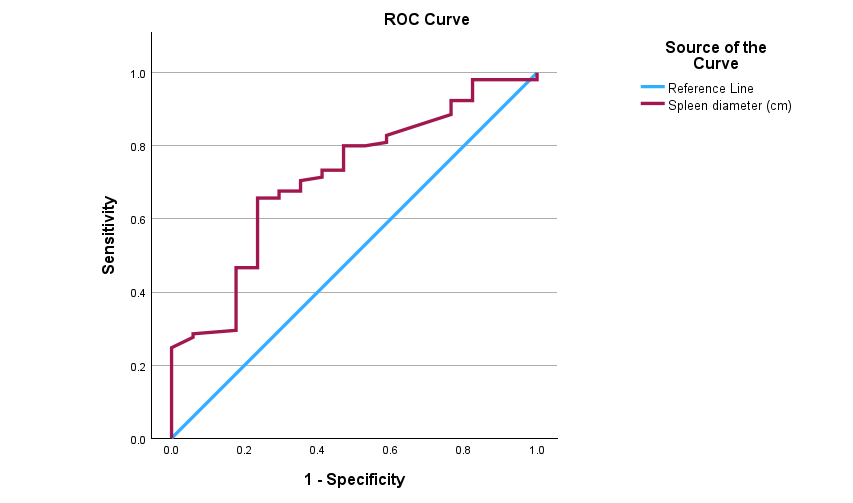 ROC Curve
Source of the
Curve
Reference Line
Spleen diameter (cm)
Sensitivity
1.0
0.8
0.6
0.4
0.2
0.0
0.0 0.2 0.4 0.6 0.8 1.0
1 - Specificity